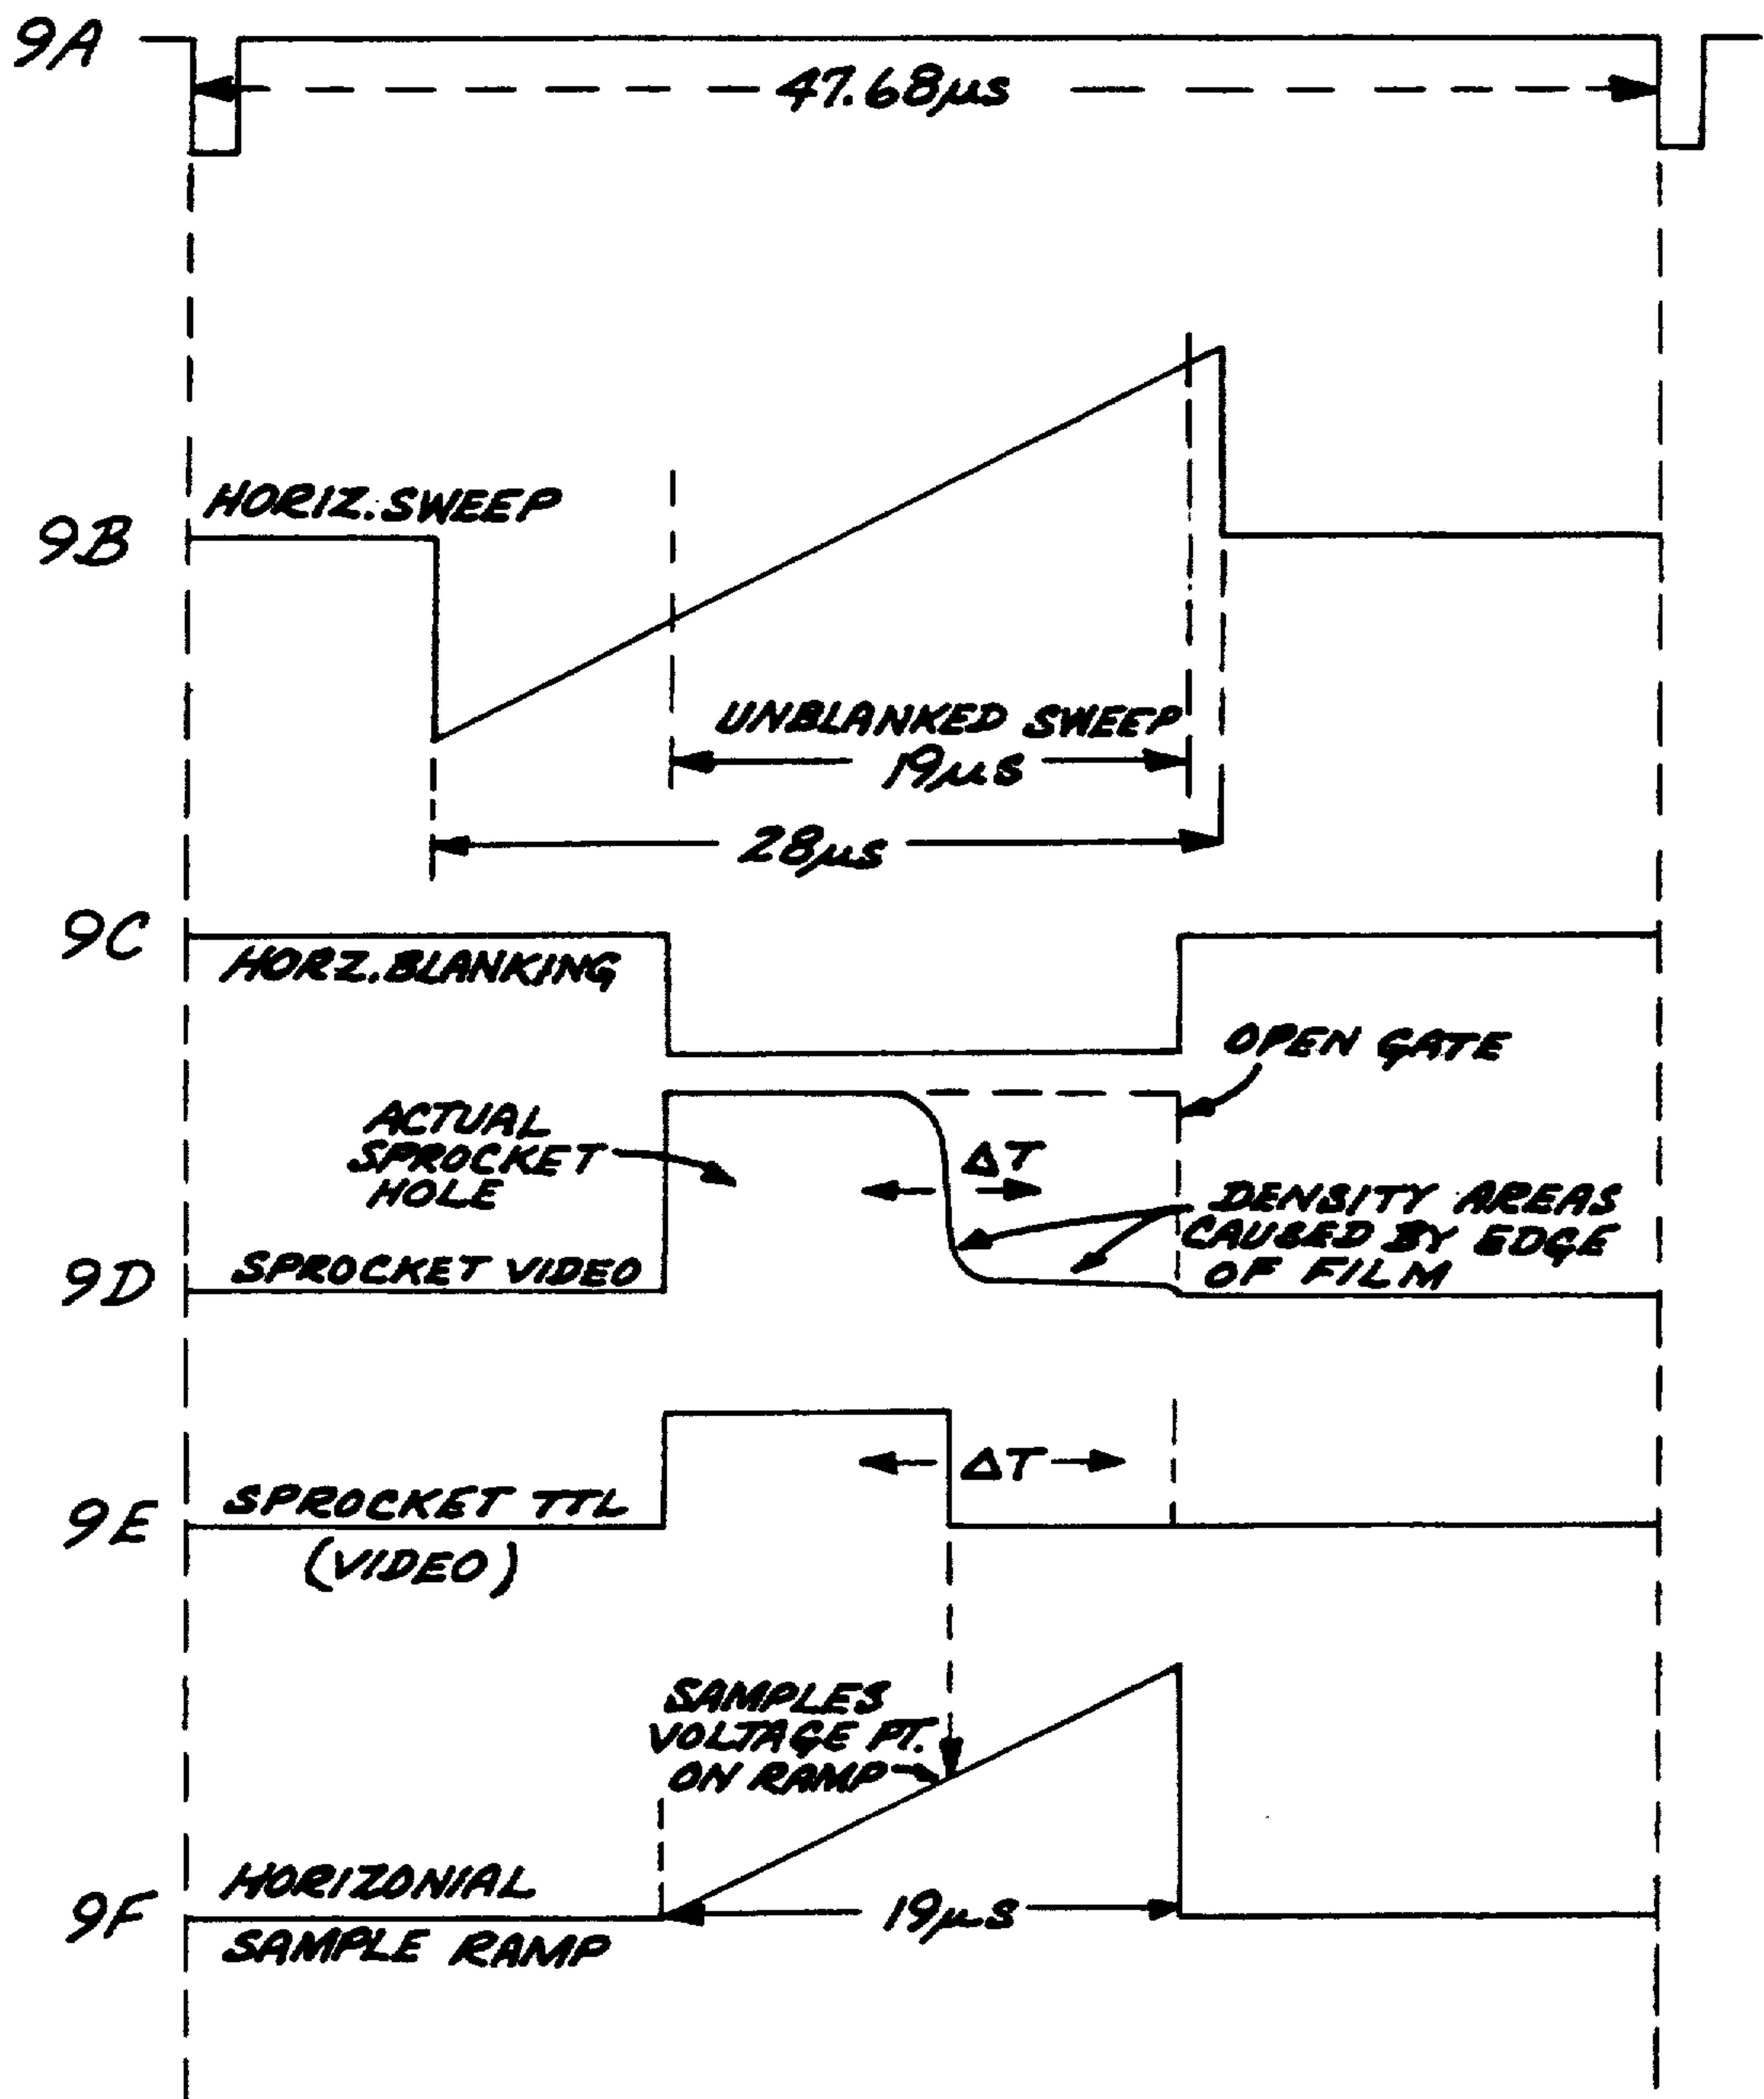 9A
47.68µs
HORIZ. SWEEP
9B
UNBLANKED SWEEP
19µs
28µs
9C
HORZ. BLANKING
OPEN GATE
ACTUAL
SPROCKET
HOLE
ΔT
DENSITY AREAS
CAUSED BY EDGE
OF FILM
9D
SPROCKET VIDEO
ΔT
9E
SPROCKET TTL
(VIDEO)
SAMPLES
VOLTAGE PT.
ON RAMP
9F
HORIZONIAL
SAMPLE RAMP
19µs